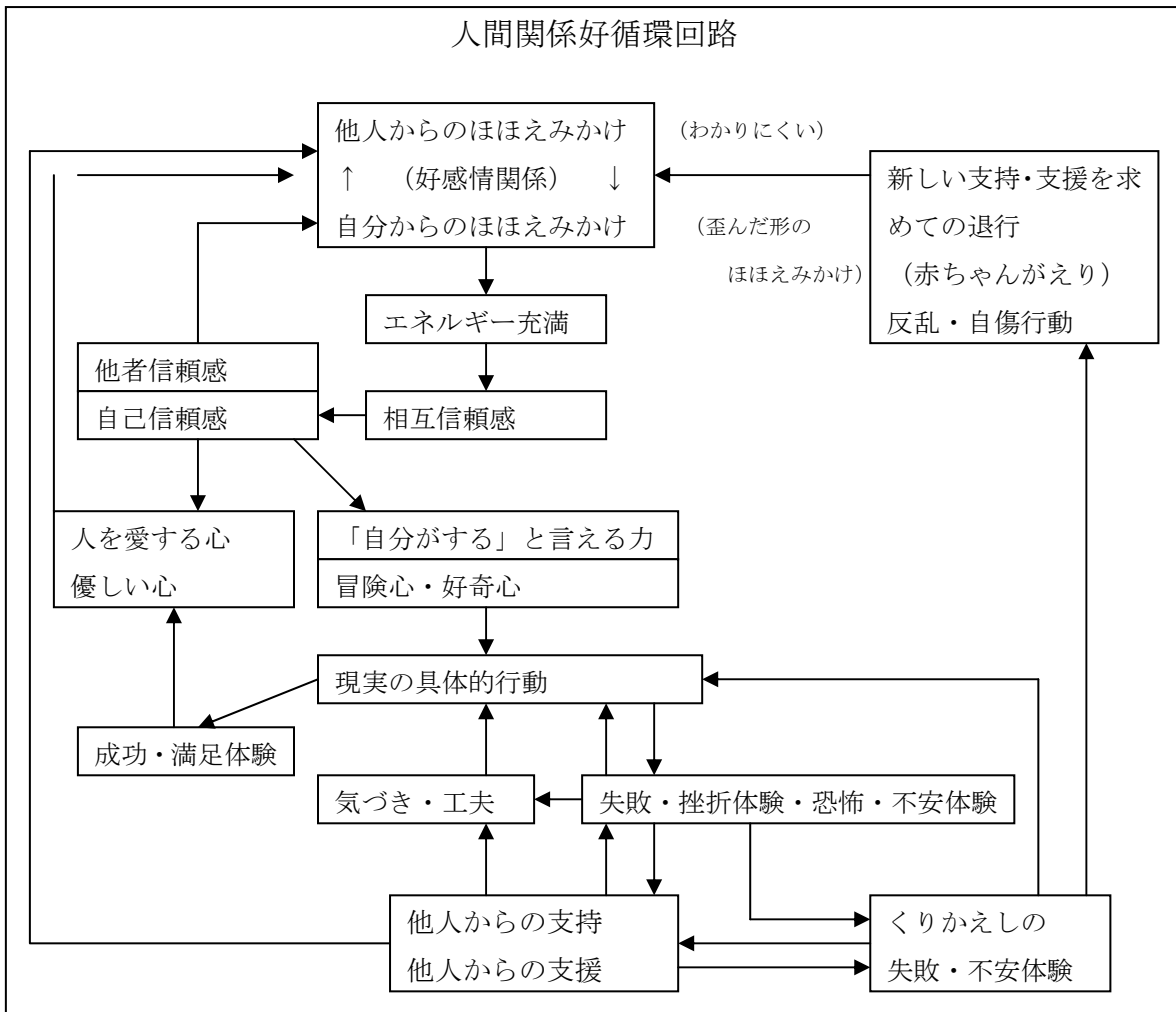 人間関係好循環回路
他人からのほほえみかけ
↑　（好感情関係）　↓
自分からのほほえみかけ
（わかりにくい）
（歪んだ形の
ほほえみかけ）
新しい支持・支援を求
めての退行
（赤ちゃんがえり）
反乱・自傷行動
エネルギー充満
他者信頼感
自己信頼感
相互信頼感
人を愛する心
優しい心
「自分がする」と言える力
冒険心・好奇心
現実の具体的行動
成功・満足体験
気づき・工夫
失敗・挫折体験・恐怖・不安体験
他人からの支持
他人からの支援
くりかえしの
失敗・不安体験